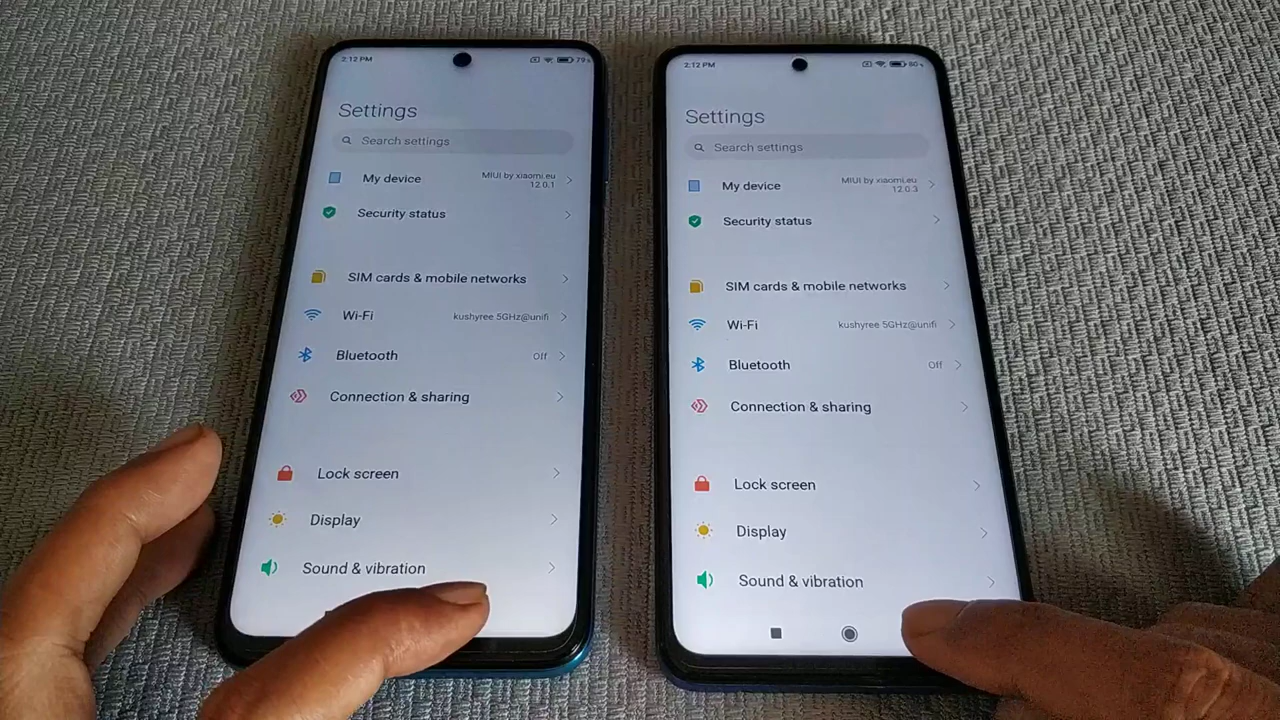 2:12 PM
79
Settings
Search settings
My device
MIUI by xiaomi.eu
12.0.1
Security status
SIM cards & mobile networks
Wi-Fi
kushyree 5GHz@unifi
Bluetooth
Off
Connection & sharing
Lock screen
Display
Sound & vibration
2:12 PM
80
Settings
Search settings
My device
MIUI by xiaomi.eu
12.0.3
Security status
SIM cards & mobile networks
Wi-Fi
kushyree 5GHz@unifi
Bluetooth
Off
Connection & sharing
Lock screen
Display
Sound & vibration